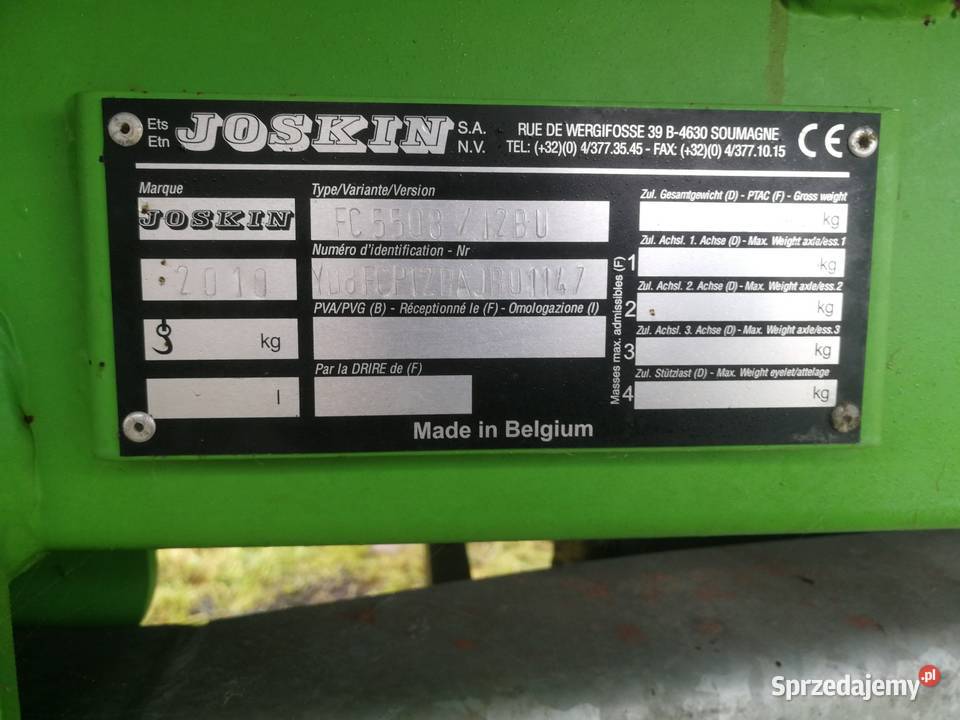 Ets
Etn
JOSKIN S.A.
N.V.
RUE DE WERGIFOSSE 39 B-4630 SOUMAGNE
TEL: (+32)(0) 4/377.35.45 - FAX: (+32)(0) 4/377.10.15
CE
Marque
JOSKIN
2010
kg
l
Type/Variante/Version
FC 5508 / 12BU
Numéro d'identification - Nr
PVA/PVG (B) - Réceptionné le (F) - Omologazione (I)
Par la DRIRE de (F)
Made in Belgium
Masses max. admissibles (F)
Zul. Gesamtgewicht (D) - PTAC (F) - Gross weight
kg
Zul. Achsl. 1. Achse (D) - Max. Weight axle/ess.1
1 kg
Zul. Achsl. 2. Achse (D) - Max. Weight axle/ess.2
2 kg
Zul. Achsl. 3. Achse (D) - Max. Weight axle/ess.3
3 kg
Zul. Stützlast (D) - Max. Weight eyelet/attelage
4 kg
Sprzedajemy.pl